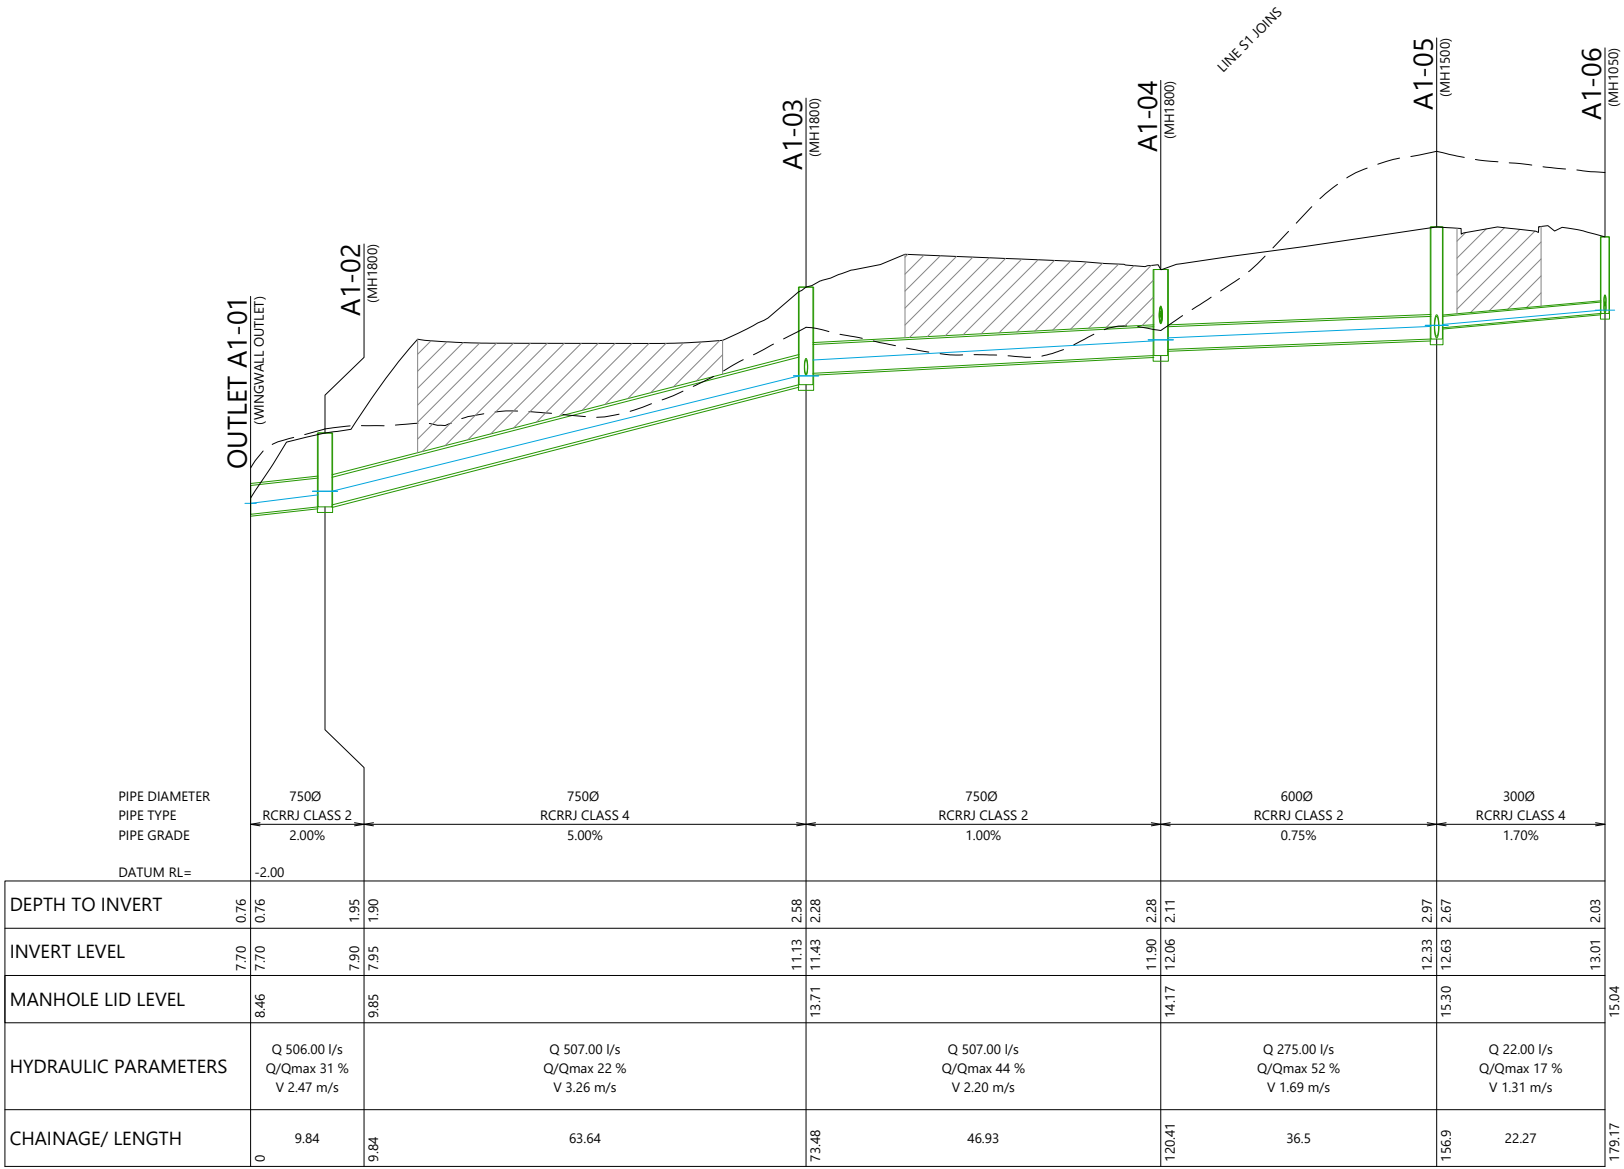 LINE S1 JOINS
OUTLET A1-01
(WINGWALL OUTLET)
A1-02
(MH1800)
A1-03
(MH1800)
A1-04
(MH1800)
A1-05
(MH1500)
A1-06
(MH1050)
PIPE DIAMETER 750Ø 750Ø 750Ø 600Ø 300Ø
PIPE TYPE RCRRJ CLASS 2 RCRRJ CLASS 4 RCRRJ CLASS 2 RCRRJ CLASS 2 RCRRJ CLASS 4
PIPE GRADE 2.00% 5.00% 1.00% 0.75% 1.70%
DATUM RL= -2.00
DEPTH TO INVERT 0.76 0.76 1.95 1.90 2.58 2.28 2.28 2.11 2.97 2.67 2.03
INVERT LEVEL 7.70 7.70 7.90 7.95 11.13 11.43 11.90 12.06 12.33 12.63 13.01
MANHOLE LID LEVEL 8.46 9.85 13.71 14.17 15.30 15.04
HYDRAULIC PARAMETERS
Q 506.00 l/s Q 507.00 l/s Q 507.00 l/s Q 275.00 l/s Q 22.00 l/s
Q/Qmax 31 % Q/Qmax 22 % Q/Qmax 44 % Q/Qmax 52 % Q/Qmax 17 %
V 2.47 m/s V 3.26 m/s V 2.20 m/s V 1.69 m/s V 1.31 m/s
CHAINAGE/ LENGTH 0 9.84 9.84 63.64 73.48 46.93 120.41 36.5 156.9 22.27 179.17